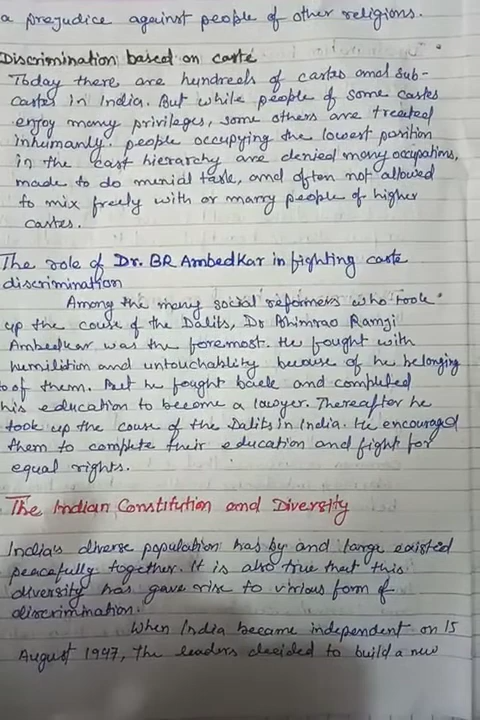 a prejudice against people of other religions.
Discrimination based on caste
Today there are hundreals of castes amd sub-
castes in India. But while people of some castes
enjoy many privileges, some others are treated
inhumanly. people occupying the lowest position
in the cast hierarchy are denied many occupations,
made to do menial task, and often not allowed
to mix freely with or marry people of higher
castes.
The role of Dr. BR Ambedkar in fighting caste
discrimination
Among the many social reformers who took
up the couse of the Dalits, Dr Bhimrao Ramji
Ambedkar was the foremost. He fought with
humilition and untouchablity becuase of he belonging
to of them. But he fought back and completed
his education to become a lawyer. Thereafter he
took up the couse of the Dalits in India. He encouraged
them to complete their education and fight for
equal rights.
The Indian Constitution and Diversity
India's diverse population has by and large existed
peacefully together. It is also true that this
diversity has gave rise to virious form of
discrimination.
When India became independent on 15
August 1947, The leaders decided to build a new